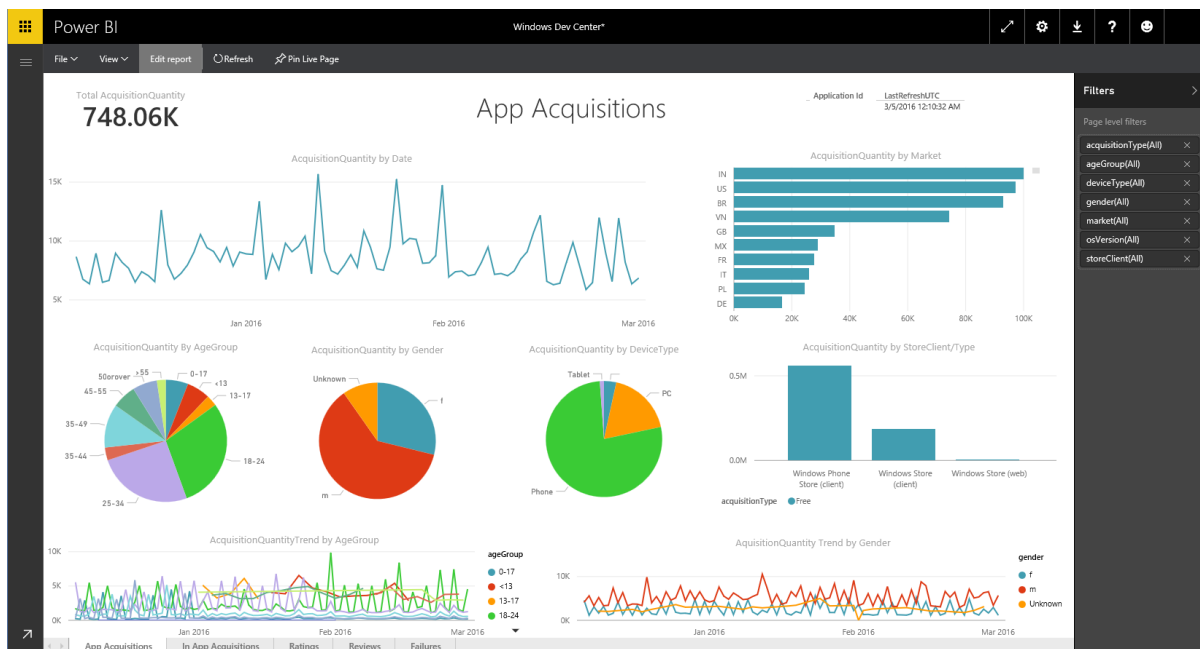 Power BI
Windows Dev Center*
?
File
View
Edit report
Refresh
Pin Live Page
Total AcquisitionQuantity
748.06K
App Acquisitions
Application Id
LastRefreshUTC
3/5/2016 12:10:32 AM
AcquisitionQuantity by Date
15K
10K
5K
Jan 2016
Feb 2016
Mar 2016
AcquisitionQuantity by Market
IN
US
BR
VN
GB
MX
FR
IT
PL
DE
0K
20K
40K
60K
80K
100K
AcquisitionQuantity By AgeGroup
>55
0-17
50orover
<13
45-55
13-17
35-49
35-44
18-24
25-34
AcquisitionQuantity by Gender
Unknown
f
m
AcquisitionQuantity by DeviceType
Tablet
PC
Phone
AcquisitionQuantity by StoreClient/Type
0.5M
0.0M
Windows Phone
Store (client)
Windows Store
(client)
Windows Store (web)
acquisitionType
Free
AcquisitionQuantityTrend by AgeGroup
10K
5K
0K
Jan 2016
Feb 2016
Mar 2016
ageGroup
0-17
<13
13-17
18-24
AquisitionQuantity Trend by Gender
10K
0K
Jan 2016
Feb 2016
Mar 2016
gender
f
m
Unknown
Filters
Page level filters
acquisitionType(All)
ageGroup(All)
deviceType(All)
gender(All)
market(All)
osVersion(All)
storeClient(All)
App Acquisitions
In App Acquisitions
Ratings
Reviews
Failures